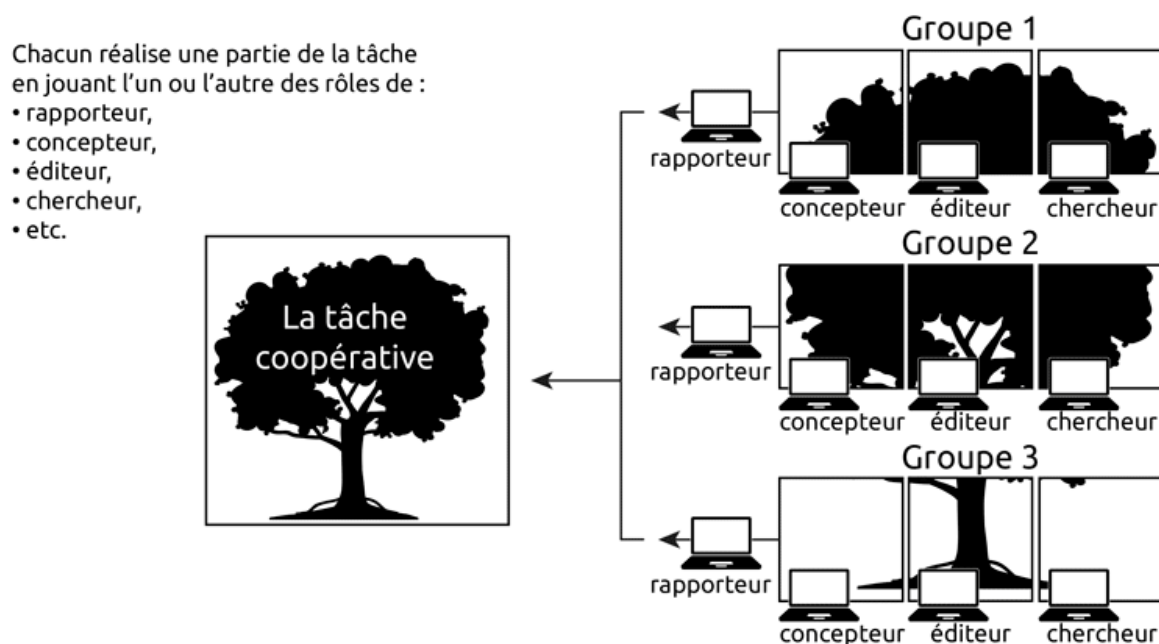 Chacun réalise une partie de la tâche
en jouant l'un ou l'autre des rôles de :
• rapporteur,
• concepteur,
• éditeur,
• chercheur,
• etc.
La tâche
coopérative
Groupe 1
rapporteur
concepteur éditeur chercheur
Groupe 2
rapporteur
concepteur éditeur chercheur
Groupe 3
rapporteur
concepteur éditeur chercheur